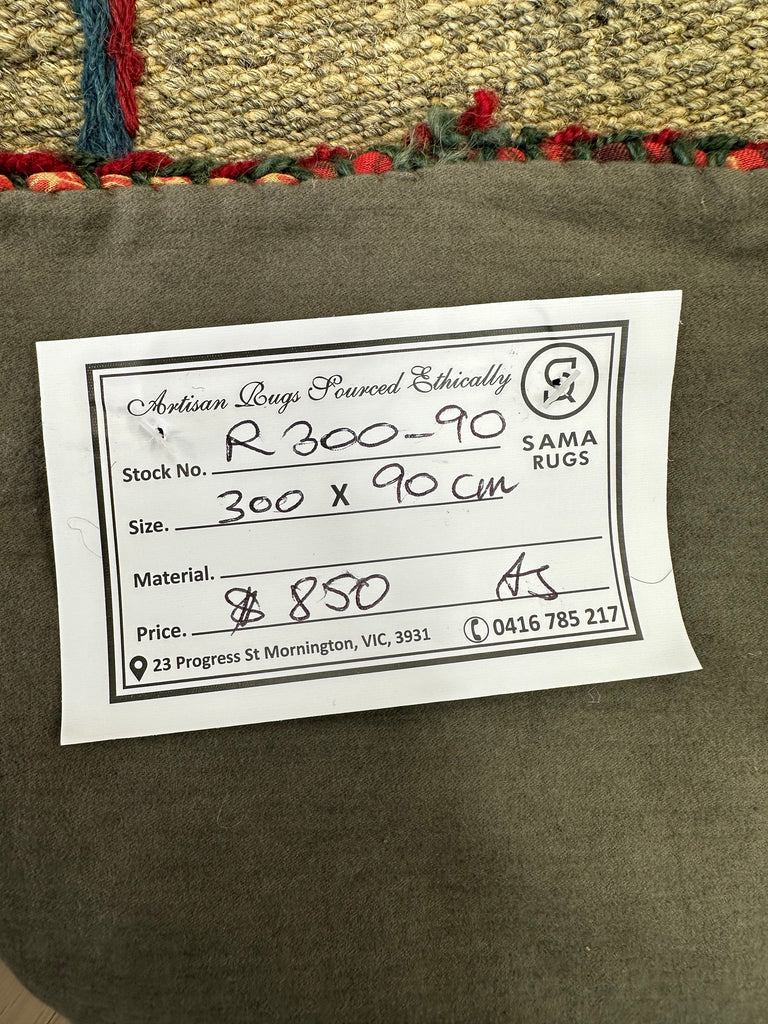 Artisan Rugs Sourced Ethically
SAMA
RUGS
Stock No. R300-90
Size. 300 X 90 cm
Material.
Price. $ 850 AJ
23 Progress St Mornington, VIC, 3931
0416 785 217